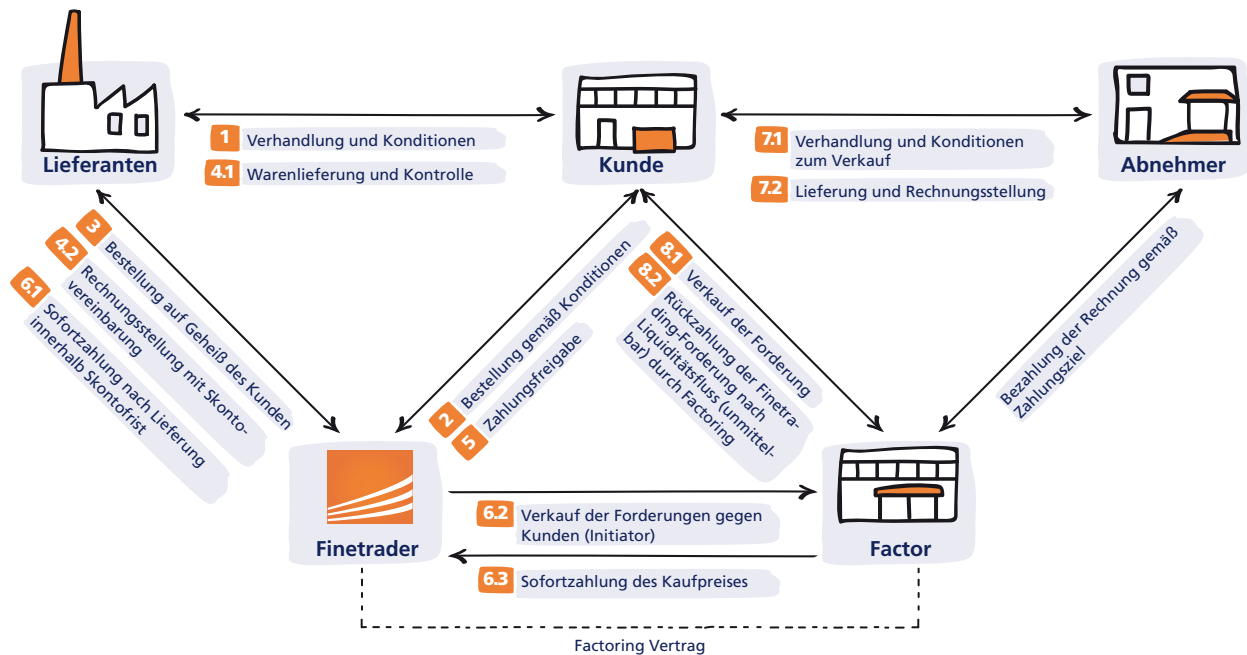 Lieferanten
Kunde
Abnehmer
1 Verhandlung und Konditionen
4.1 Warenlieferung und Kontrolle
7.1 Verhandlung und Konditionen
zum Verkauf
7.2 Lieferung und Rechnungsstellung
3 Bestellung auf Geheiß des Kunden
4.2 Rechnungsstellung mit Skonto-
vereinbarung
6.1 Sofortzahlung nach Lieferung
innerhalb Skontofrist
2 Bestellung gemäß Konditionen
5 Zahlungsfreigabe
8.1 Verkauf der Forderung
8.2 Rückzahlung der Finetra-
ding-Forderung nach
Liquiditätsfluss (unmittel-
bar) durch Factoring
Bezahlung der Rechnung gemäß
Zahlungsziel
Finetrader
Factor
6.2 Verkauf der Forderungen gegen
Kunden (Initiator)
6.3 Sofortzahlung des Kaufpreises
Factoring Vertrag